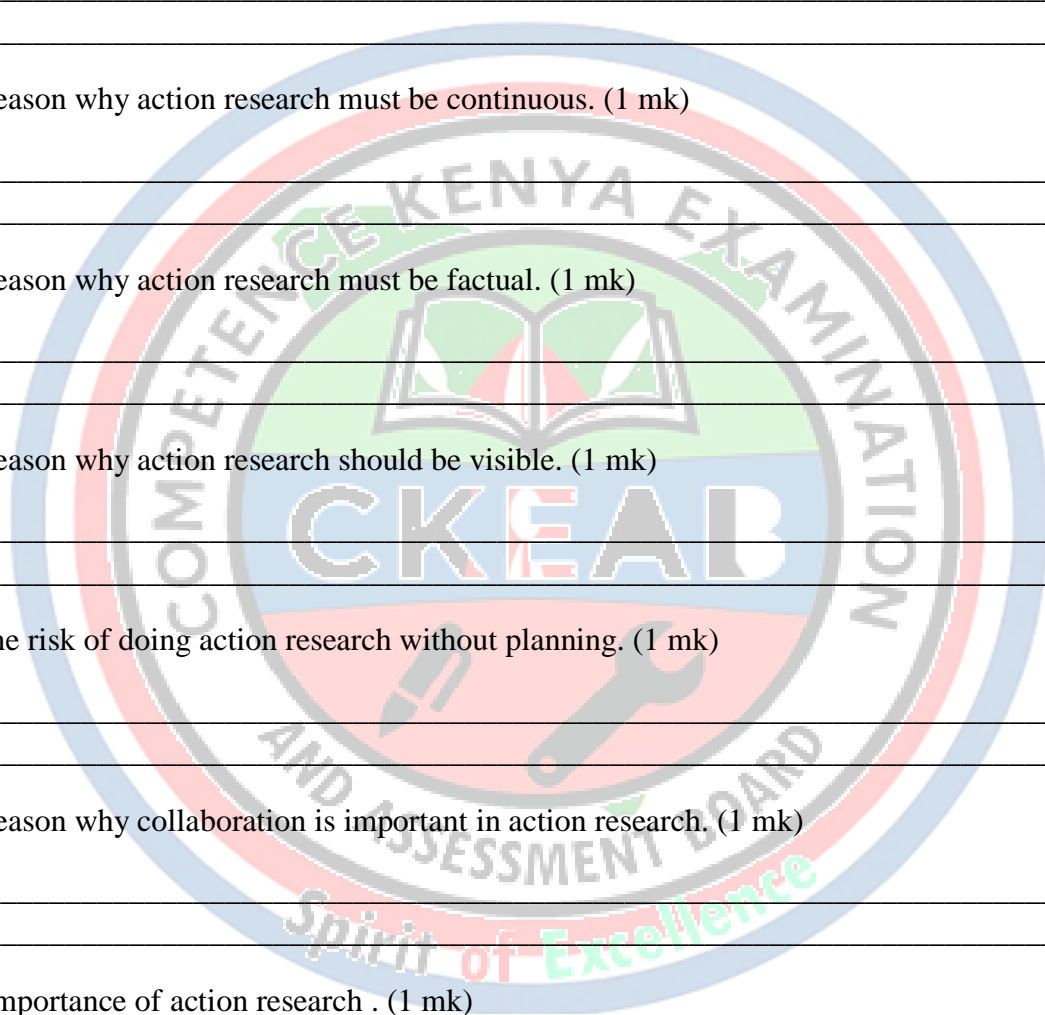 eason why action research must be continuous. (1 mk)
COMPETENCE KENYA EXAMINATION
eason why action research must be factual. (1 mk)
eason why action research should be visible. (1 mk)
CKEAB
ne risk of doing action research without planning. (1 mk)
AND ASSESSMENT BOARD
eason why collaboration is important in action research. (1 mk)
Spirit of Excellence
mportance of action research . (1 mk)